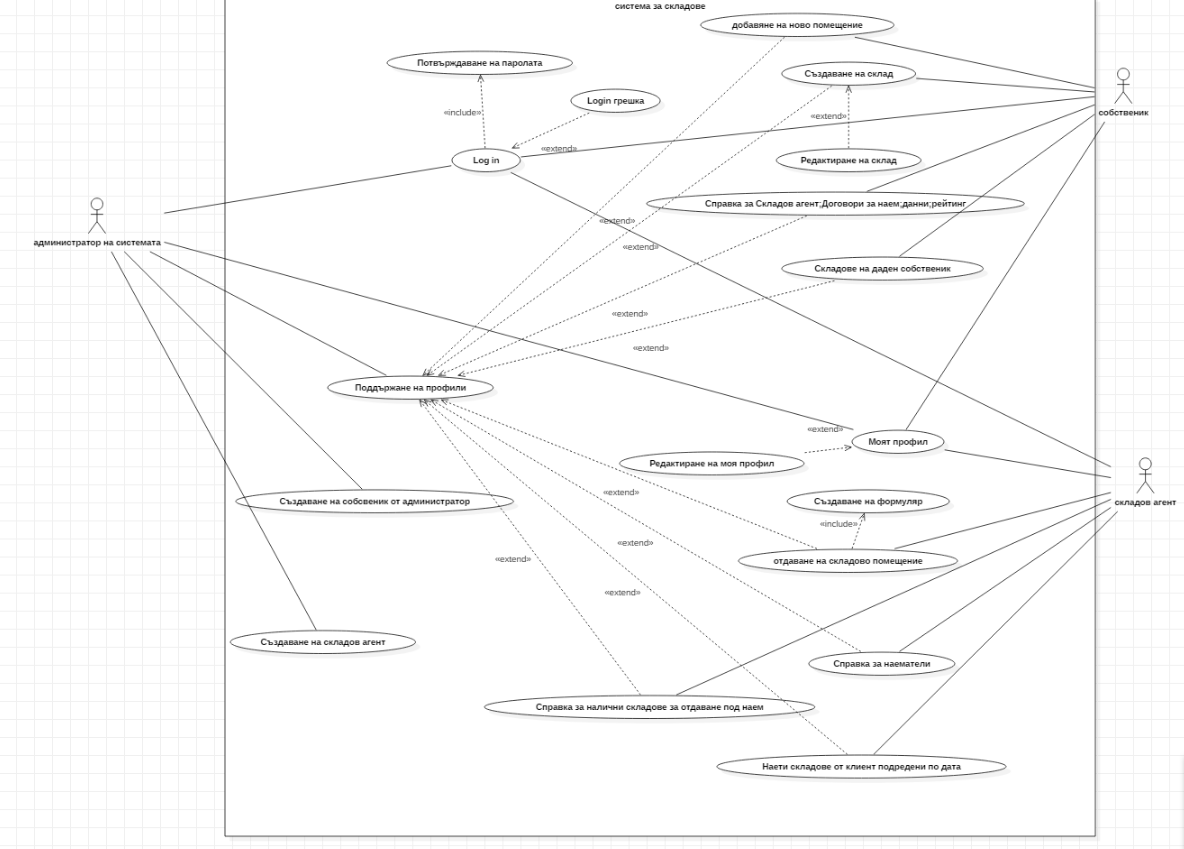 система за складове
добавяне на ново помещение
Потвърждаване на паролата
Създаване на склад
собственик
Login грешка
«include»
«extend»
«extend»
Log in
Редактиране на склад
Справка за Складов агент;Договори за наем;данни;рейтинг
«extend»
администратор на системата
«extend»
Складове на даден собственик
«extend»
«extend»
Поддържане на профили
«extend»
Моят профил
Редактиране на моя профил
«extend»
Създаване на собсвеник от администратор
Създаване на формуляр
складов агент
«include»
«extend»
«extend»
отдаване на складово помещение
«extend»
Създаване на складов агент
Справка за наематели
Справка за налични складове за отдаване под наем
Наети складове от клиент подредени по дата